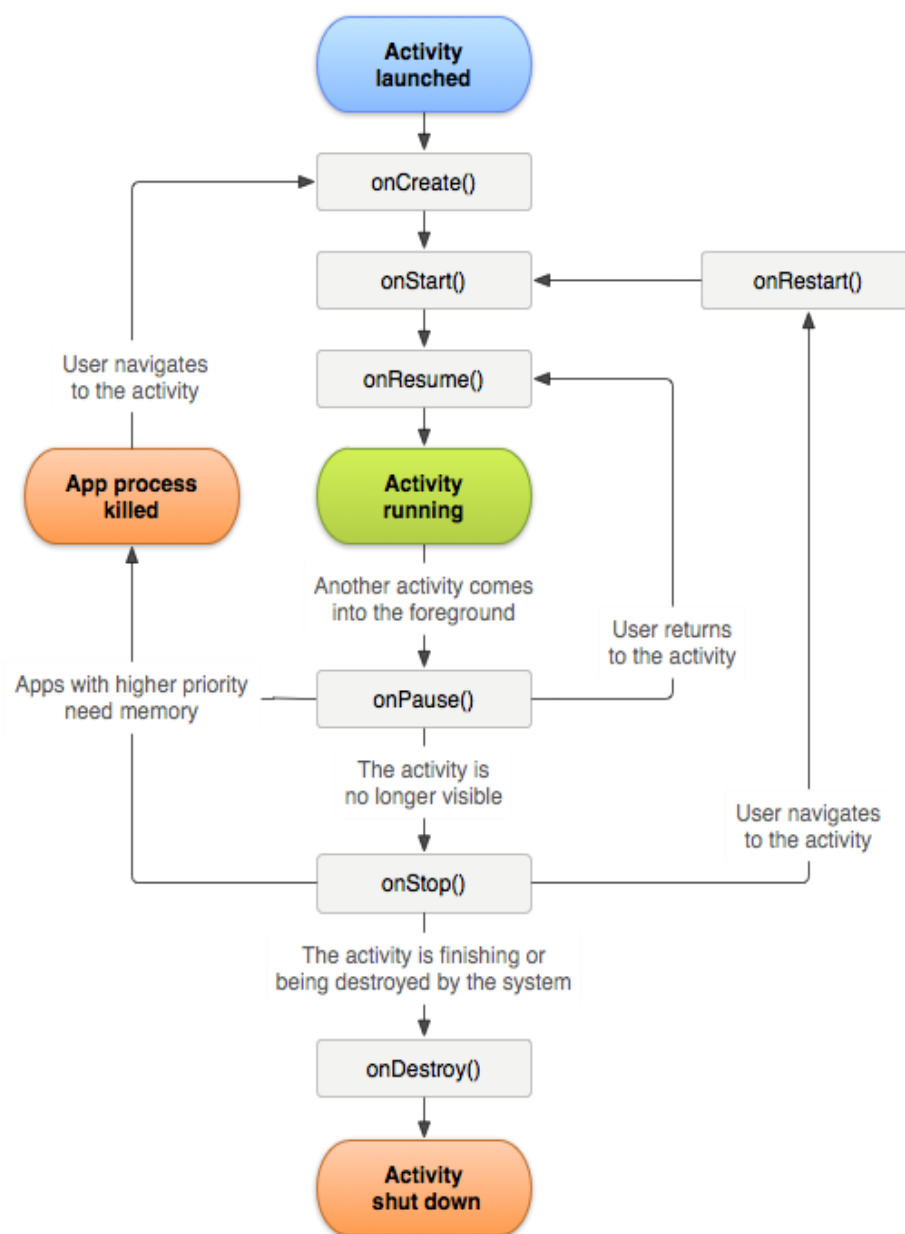 Activity
launched
onCreate()
onStart()
onRestart()
onResume()
User navigates
to the activity
App process
killed
Activity
running
Another activity comes
into the foreground
User returns
to the activity
Apps with higher priority
need memory
onPause()
The activity is
no longer visible
User navigates
to the activity
onStop()
The activity is finishing or
being destroyed by the system
onDestroy()
Activity
shut down